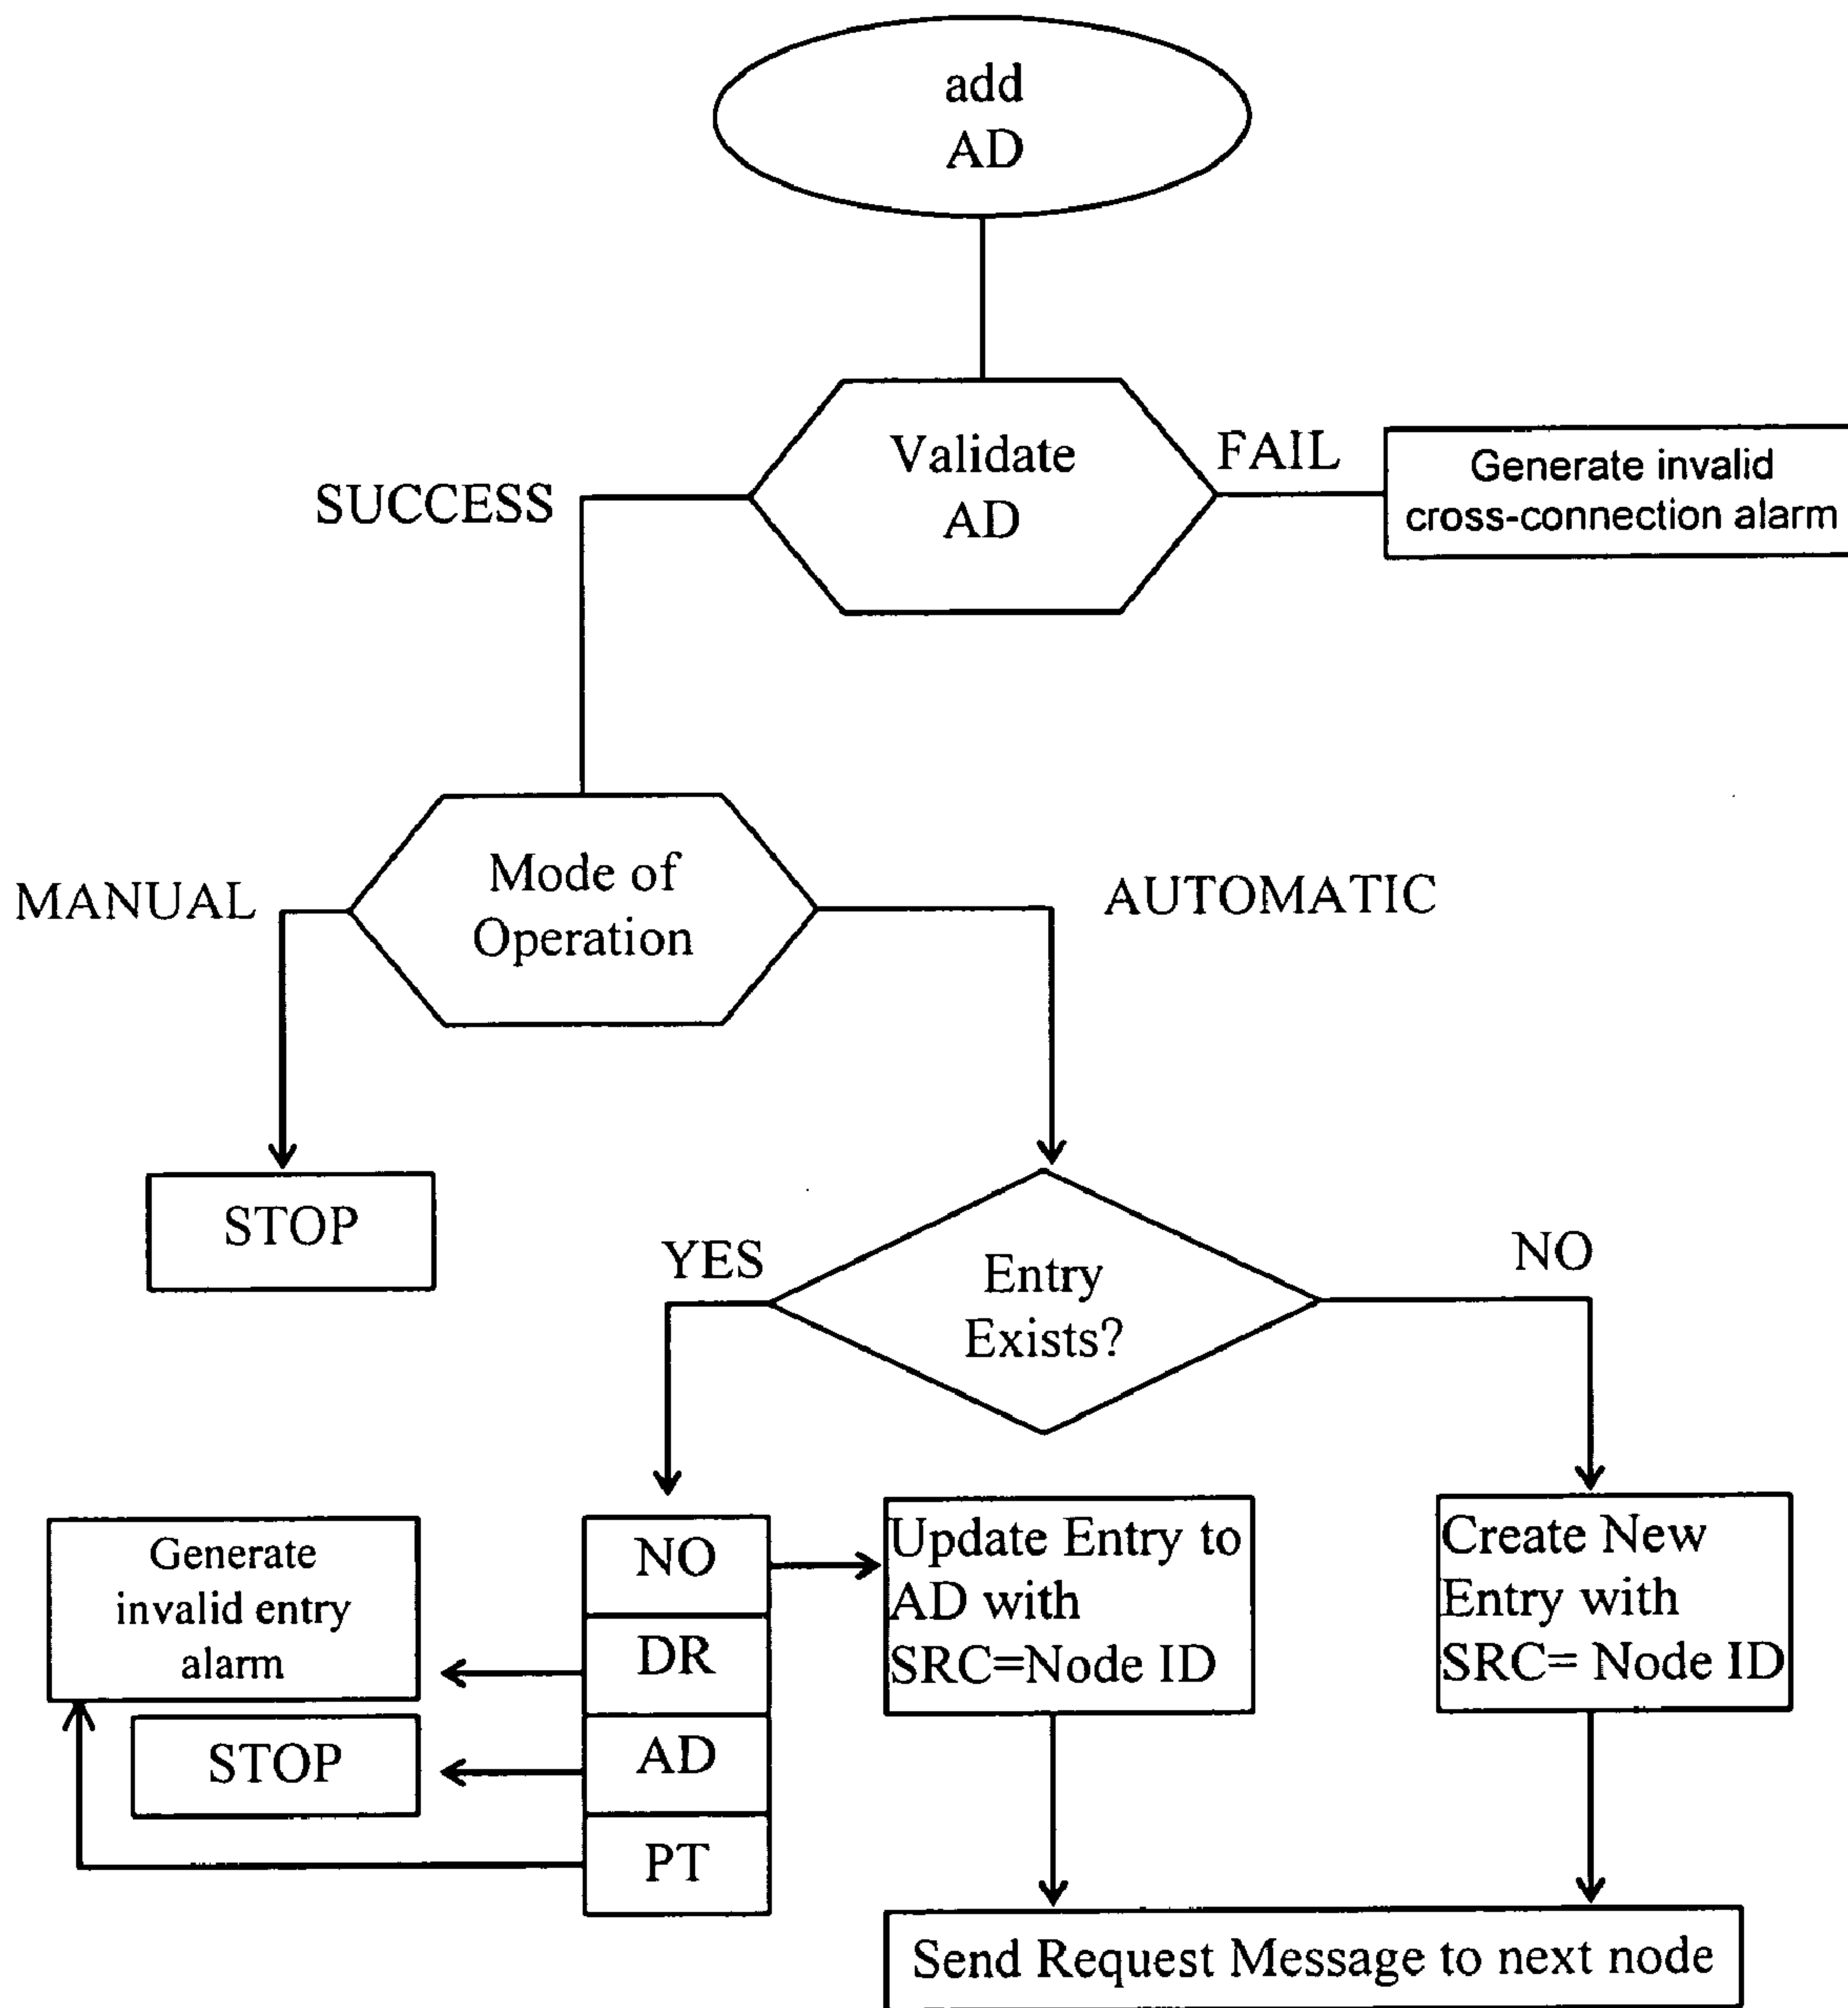 add
AD
Validate
AD
FAIL
Generate invalid
cross-connection alarm
SUCCESS
Mode of
Operation
MANUAL
AUTOMATIC
STOP
YES
Entry
Exists?
NO
Generate
invalid entry
alarm
STOP
NO
DR
AD
PT
Update Entry to
AD with
SRC=Node ID
Create New
Entry with
SRC= Node ID
Send Request Message to next node